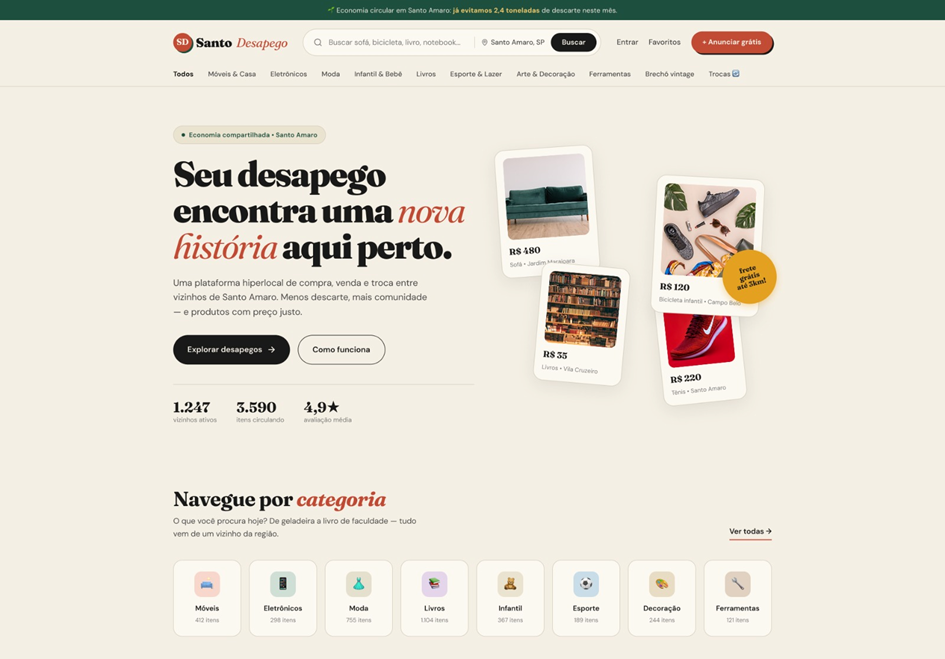 🌱 Economia circular em Santo Amaro: já evitamos 2,4 toneladas de descarte neste mês.
SD Santo Desapego
Buscar sofá, bicicleta, livro, notebook...
Santo Amaro, SP
Buscar
Entrar
Favoritos
+ Anunciar grátis
Todos
Móveis & Casa
Eletrônicos
Moda
Infantil & Bebê
Livros
Esporte & Lazer
Arte & Decoração
Ferramentas
Brechó vintage
Trocas
• Economia compartilhada • Santo Amaro
Seu desapego
encontra uma nova
história aqui perto.
Uma plataforma hiperlocal de compra, venda e troca entre
vizinhos de Santo Amaro. Menos descarte, mais comunidade
— e produtos com preço justo.
Explorar desapegos →
Como funciona
1.247
vizinhos ativos
3.590
itens circulando
4,9★
avaliação média
R$ 480
Sofá • Jardim
R$ 120
Bicicleta Infantil • Campo
frete
grátis
até 3km!
R$ 35
Livros • Vila Cruzeiro
R$ 220
Tênis • Santo Amaro
Navegue por categoria
O que você procura hoje? De geladeira a livro de faculdade — tudo
vem de um vizinho da região.
Ver todas →
Móveis
412 itens
Eletrônicos
298 itens
Moda
755 itens
Livros
1.104 itens
Infantil
367 itens
Esporte
189 itens
Decoração
244 itens
Ferramentas
121 itens